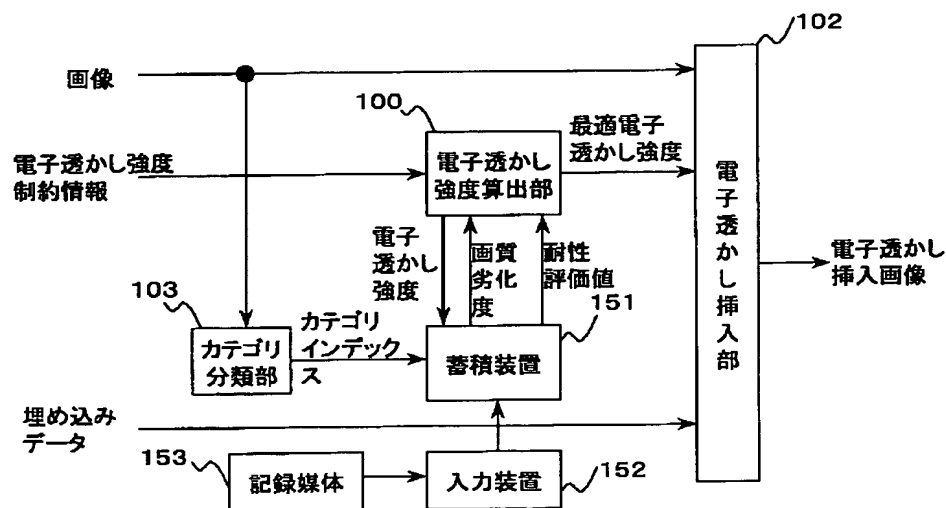 102
画像
100
最適電子
透かし強度
電子透かし強度
制約情報
電子透かし
強度算出部
電子透かし挿入部
電子
透かし
強度
画質
劣化
度
耐性
評価値
電子透かし
挿入画像
103
カテゴリ
インデック
ス
151
カテゴリ
分類部
蓄積装置
埋め込み
データ
153
記録媒体
入力装置
152